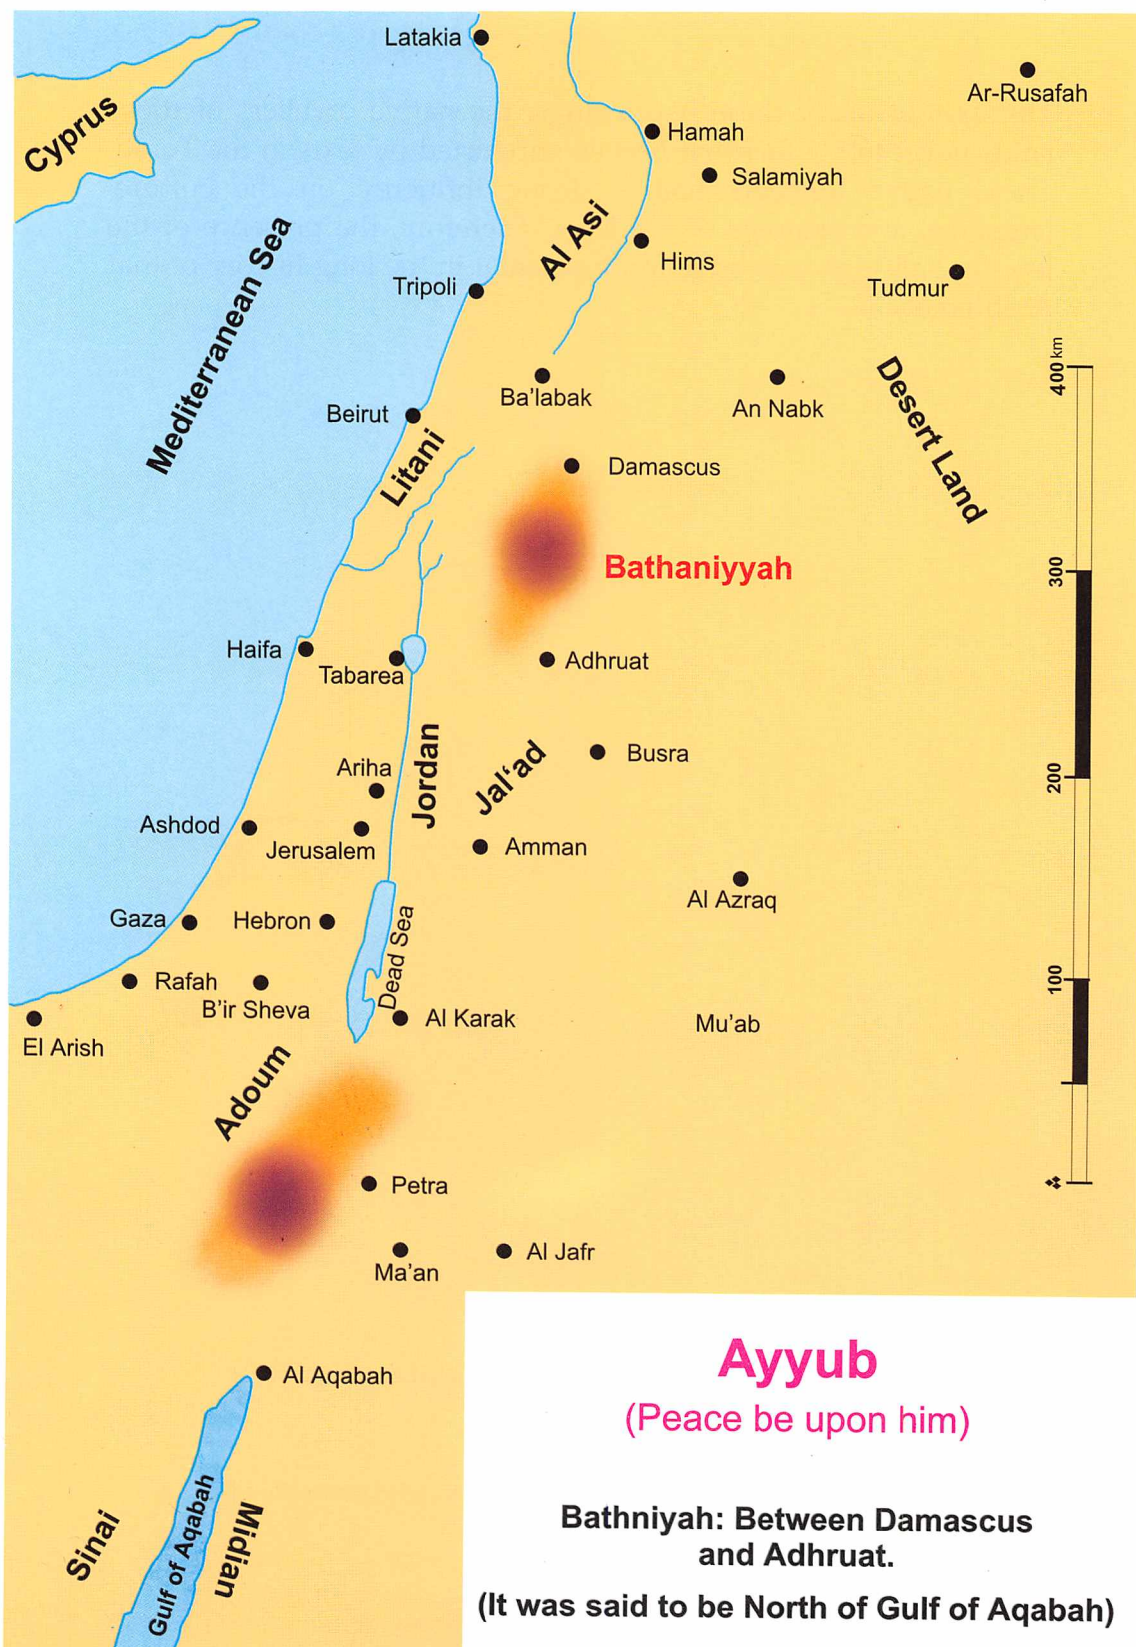 Latakia
Ar-Rusafah
Cyprus
Hamah
Salamiyah
Al Asi
Hims
Mediterranean Sea
Tripoli
Tudmur
400 km
Ba'labak
An Nabk
Desert Land
Beirut
Litani
Damascus
Bathaniyyah
300
Haifa
Tabarea
Adhruat
Jordan
Jal‘ad
Busra
Ariha
200
Ashdod
Jerusalem
Amman
Al Azraq
Gaza
Hebron
Dead Sea
Rafah
B'ir Sheva
100
El Arish
Al Karak
Mu'ab
Adoum
Petra
Ma'an
Al Jafr
Al Aqabah
Sinai
Gulf of Aqabah
Midian
Ayyub
(Peace be upon him)
Bathniyah: Between Damascus
and Adhruat.
(It was said to be North of Gulf of Aqabah)